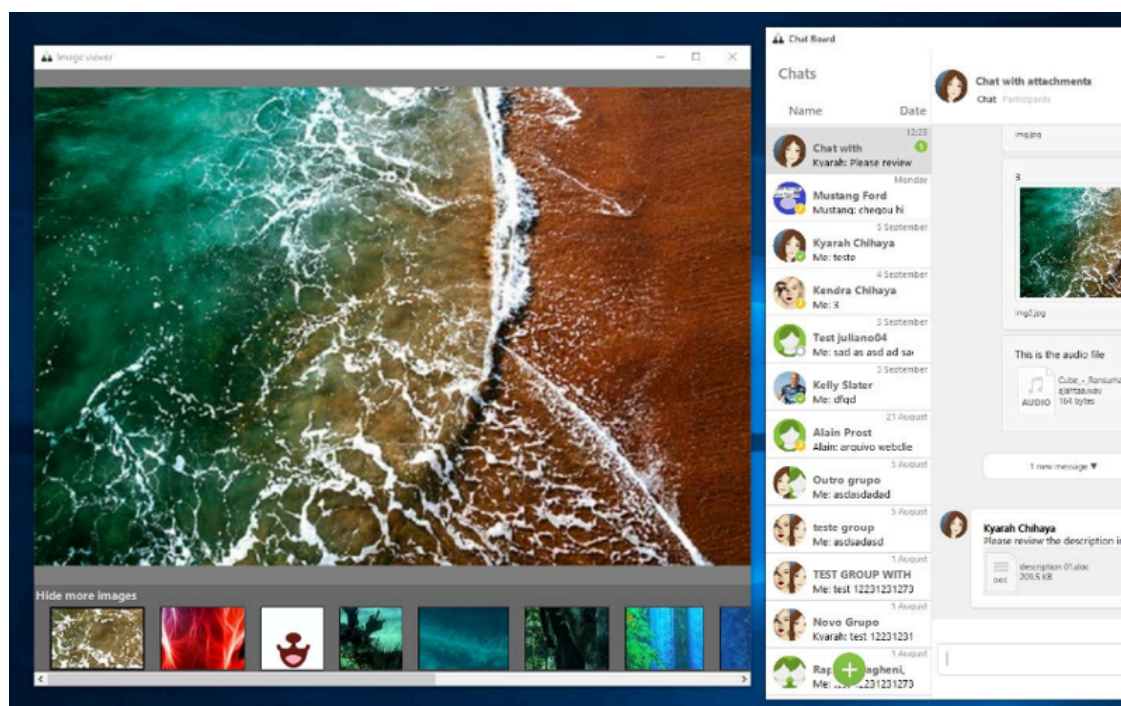 Image viewer
Hide more images
Chat Board
Chats
Name Date
12:23
Chat with 1
Kyarah: Please review
Monday
Mustang Ford
Mustang: chegou hi
5 September
Kyarah Chihaya
Me: teste
4 September
Kendra Chihaya
Me: 3
3 September
Test juliano04
Me: sad as asd ad sa
3 September
Kelly Slater
Me: dfgd
21 August
Alain Prost
Alain: arquivo webclie
5 August
Outro grupo
Me: asdasdadad
5 August
teste group
Me: asdsadasd
1 August
TEST GROUP WITH
Me: test 12231231273
1 August
Novo Grupo
Kyarah: test 12231231
1 August
Me: 231231273
Chat with attachments
Chat Participants
img.jpg
3
img2.jpg
This is the audio file
AUDIO
164 bytes
1 new message ▼
Kyarah Chihaya
Please review the description i
DOC
description 01.doc
209.5 KB